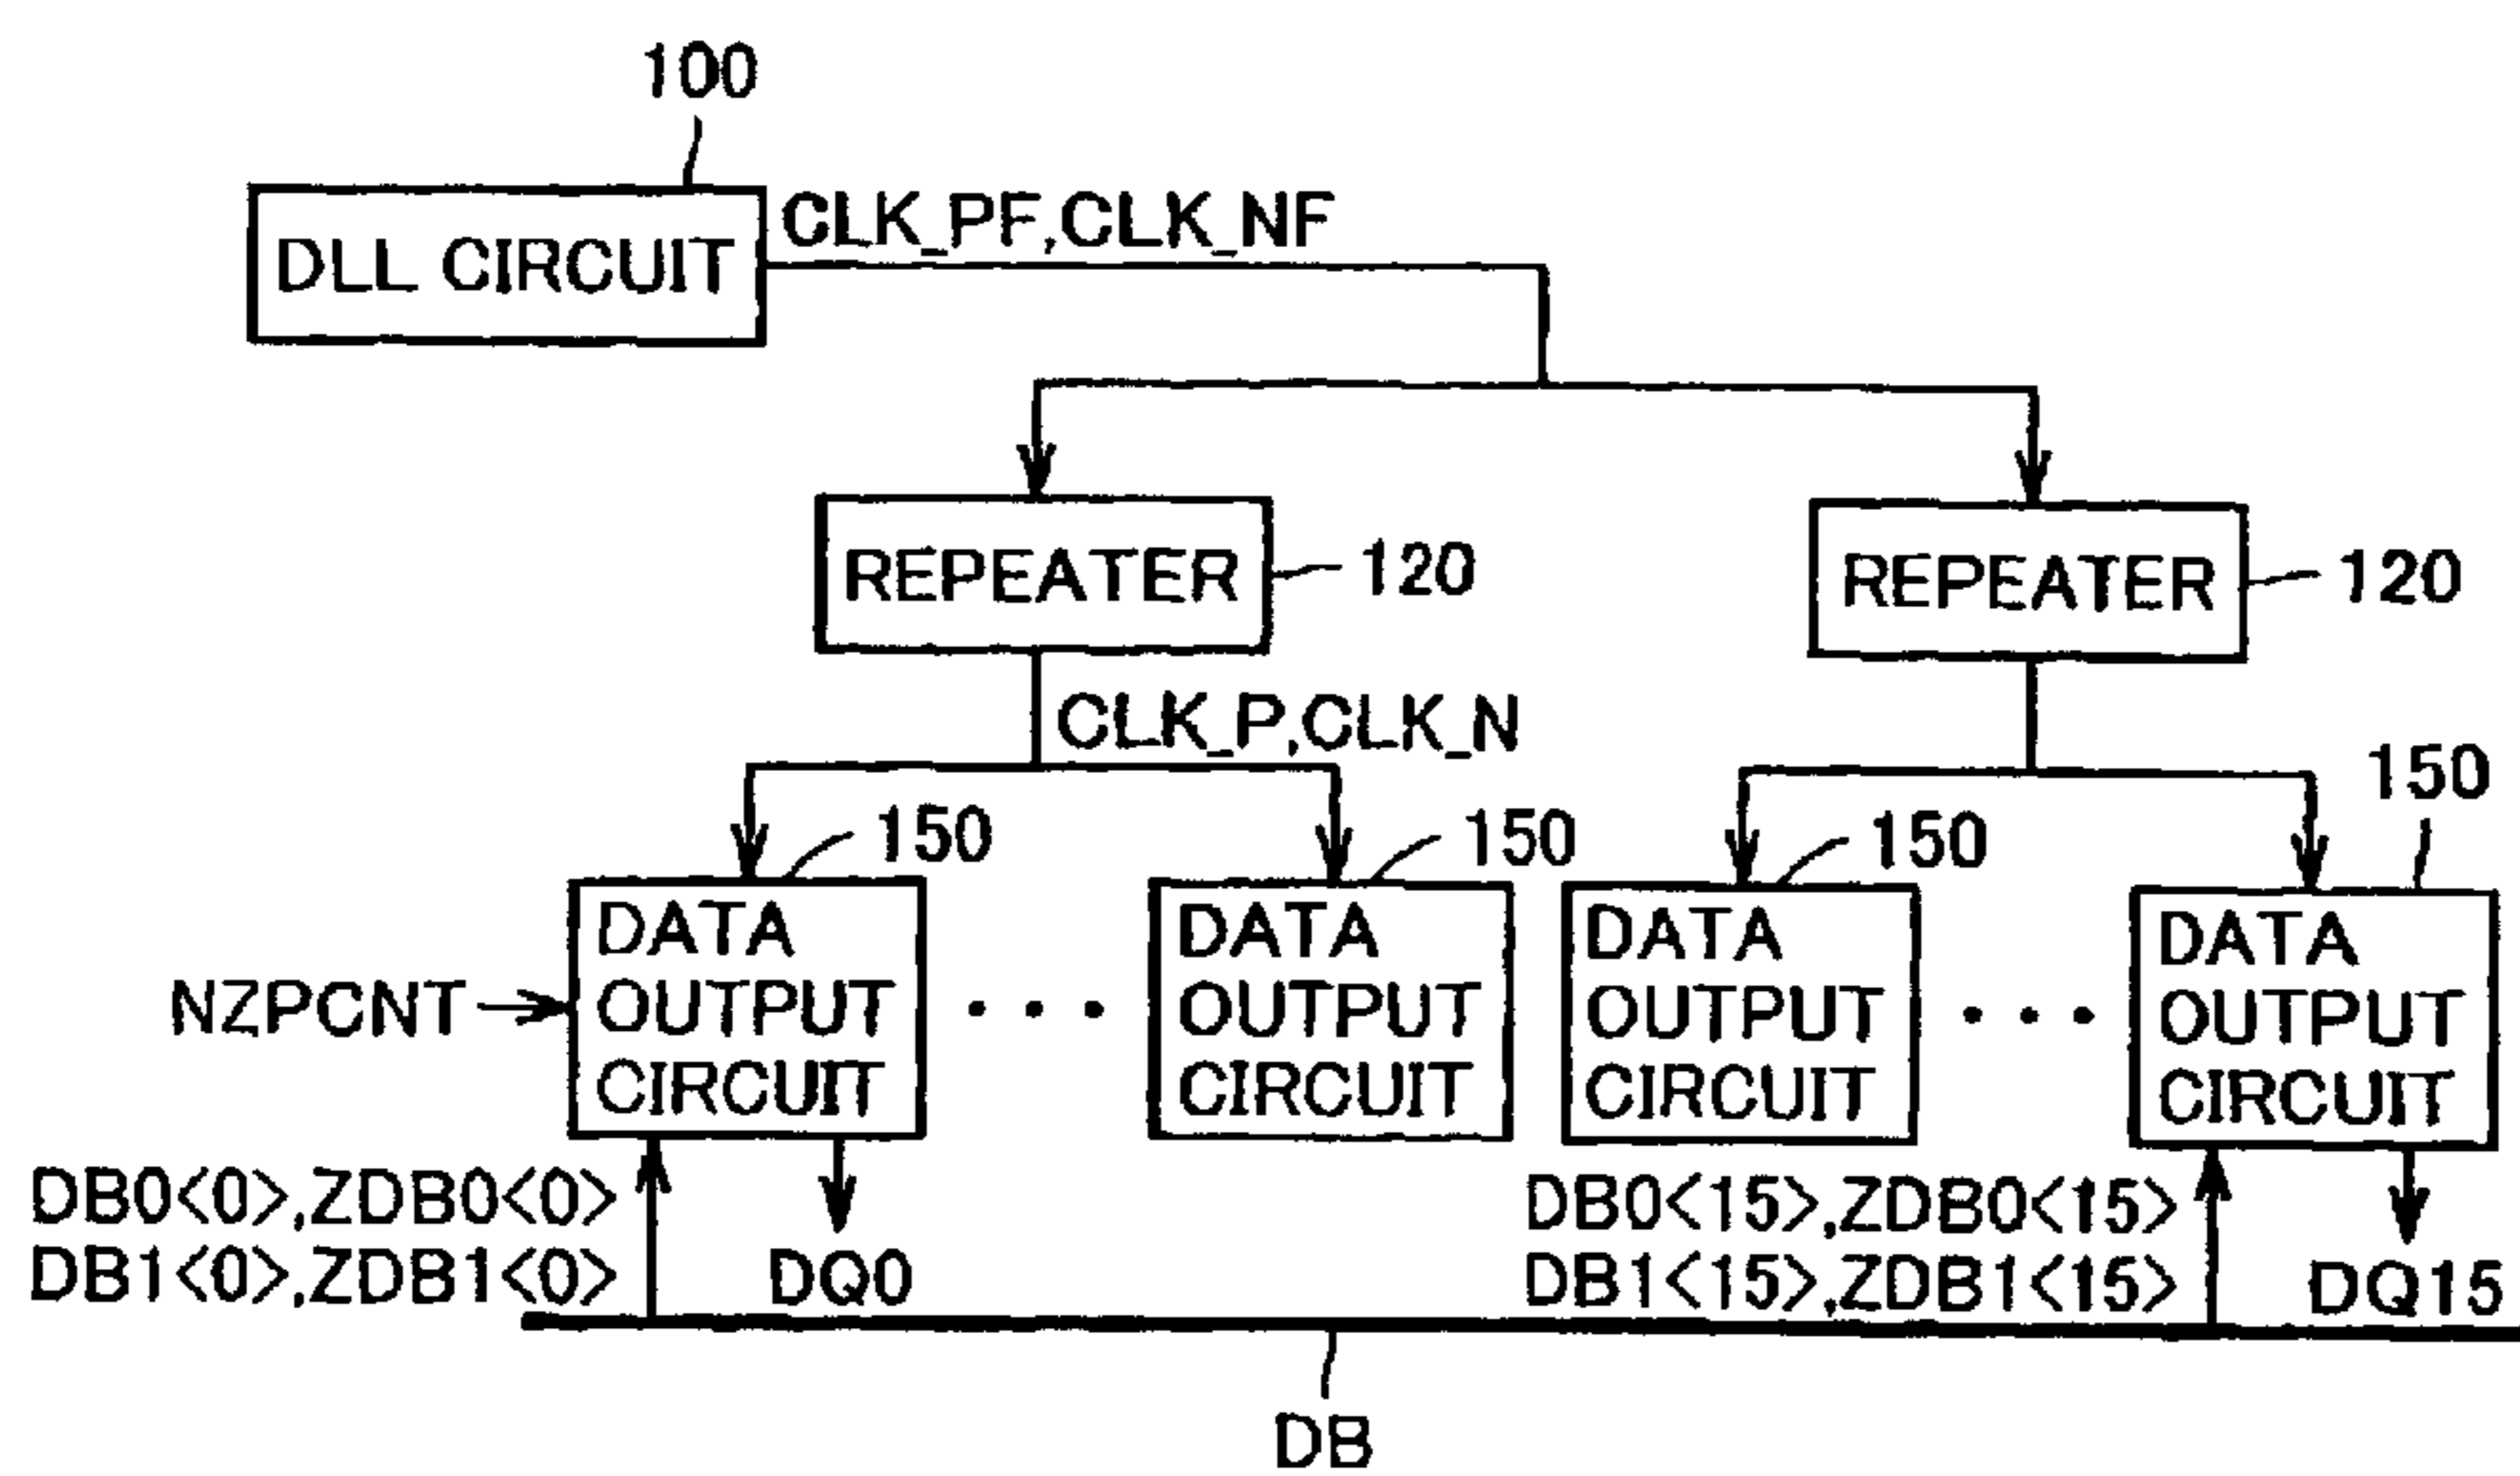 100
DLL CIRCUIT
CLK_PF,CLK_NF
REPEATER
120
REPEATER
120
CLK_P,CLK_N
150
150
150
150
NZPCNT
DATA
OUTPUT
CIRCUIT
• • •
DATA
OUTPUT
CIRCUIT
DATA
OUTPUT
CIRCUIT
• • •
DATA
OUTPUT
CIRCUIT
DB0<0>,ZDB0<0>
DB1<0>,ZDB1<0>
DQ0
DB0<15>,ZDB0<15>
DB1<15>,ZDB1<15>
DQ15
DB